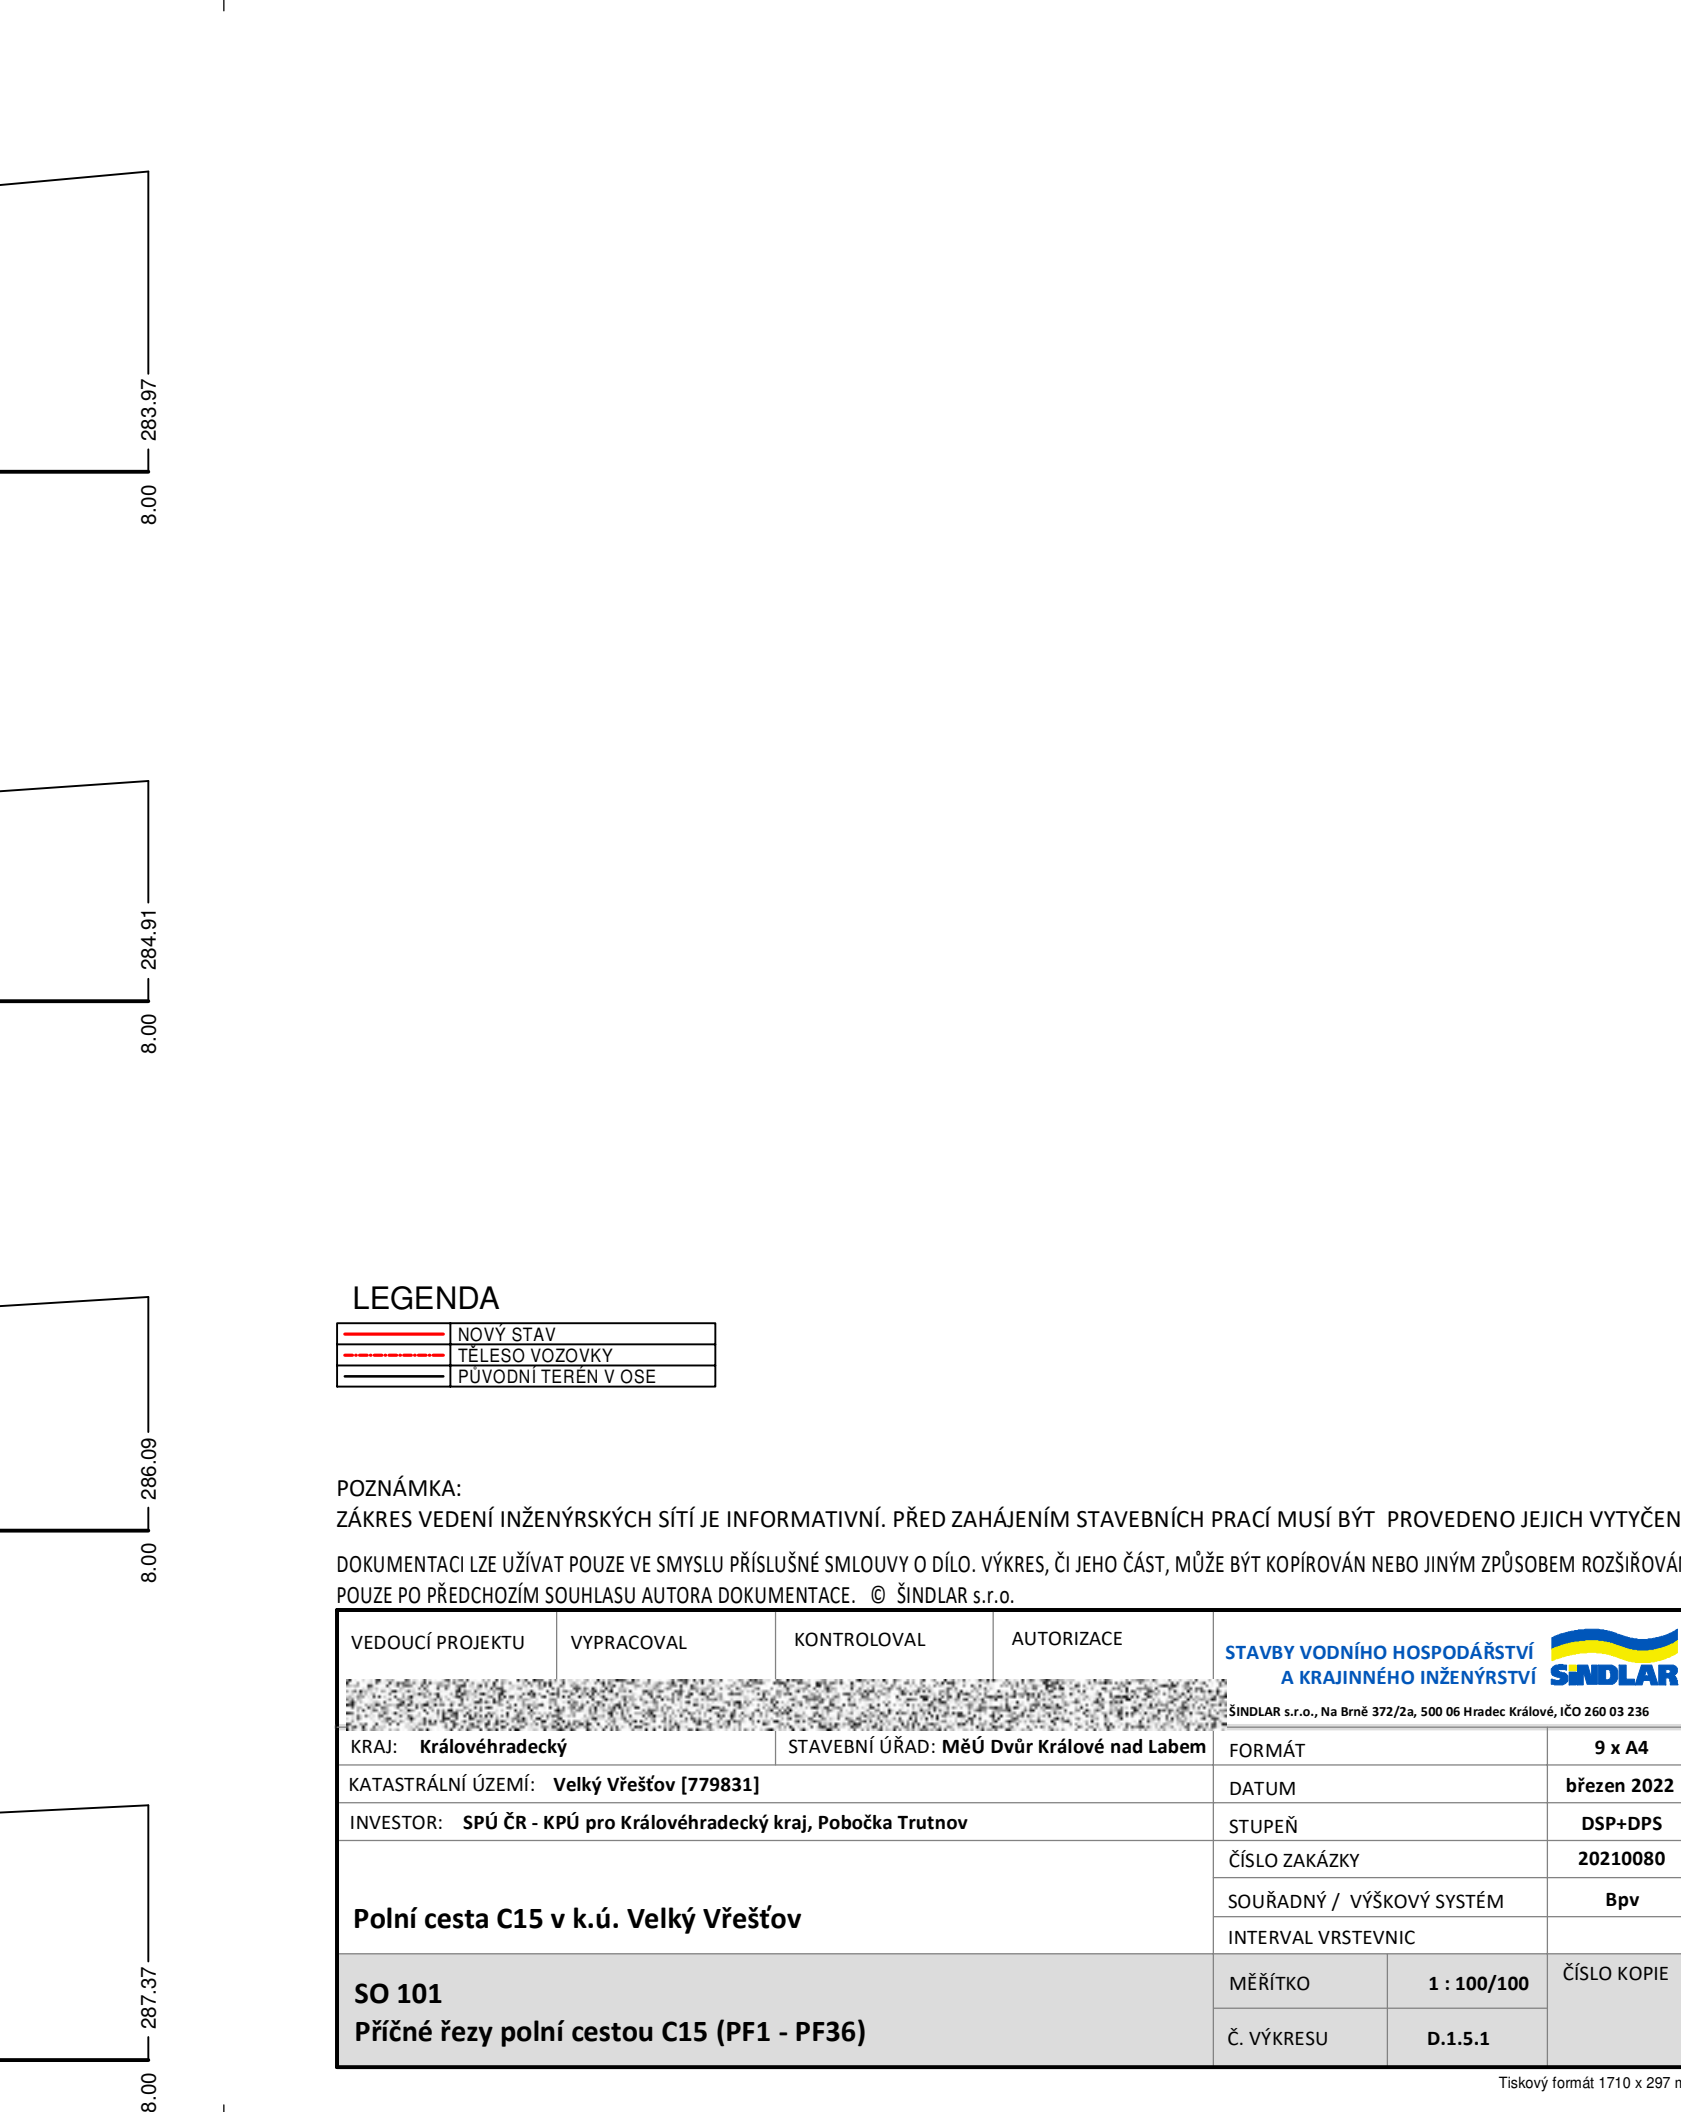 283.97
8.00
284.91
8.00
286.09
8.00
287.37
8.00
LEGENDA
NOVÝ STAV
TĚLESO VOZOVKY
PŮVODNÍ TERÉN V OSE
POZNÁMKA:
ZÁKRES VEDENÍ INŽENÝRSKÝCH SÍTÍ JE INFORMATIVNÍ. PŘED ZAHÁJENÍM STAVEBNÍCH PRACÍ MUSÍ BÝT PROVEDENO JEJICH VYTYČEN
DOKUMENTACI LZE UŽÍVAT POUZE VE SMYSLU PŘÍSLUŠNÉ SMLOUVY O DÍLO. VÝKRES, ČI JEHO ČÁST, MŮŽE BÝT KOPÍROVÁN NEBO JINÝM ZPŮSOBEM ROZŠIŘOVÁN
POUZE PO PŘEDCHOZÍM SOUHLASU AUTORA DOKUMENTACE. © ŠINDLAR s.r.o.
VEDOUCÍ PROJEKTU
VYPRACOVAL
KONTROLOVAL
AUTORIZACE
STAVBY VODNÍHO HOSPODÁŘSTVÍ
A KRAJINNÉHO INŽENÝRSTVÍ
SiNDLAR
ŠINDLAR s.r.o., Na Brně 372/2a, 500 06 Hradec Králové, IČO 260 03 236
KRAJ: Královéhradecký
STAVEBNÍ ÚŘAD: MěÚ Dvůr Králové nad Labem
FORMÁT 9 x A4
KATASTRÁLNÍ ÚZEMÍ: Velký Vřešťov [779831]
DATUM březen 2022
INVESTOR: SPÚ ČR - KPÚ pro Královéhradecký kraj, Pobočka Trutnov
STUPEŇ DSP+DPS
ČÍSLO ZAKÁZKY 20210080
Polní cesta C15 v k.ú. Velký Vřešťov
SOUŘADNÝ / VÝŠKOVÝ SYSTÉM Bpv
INTERVAL VRSTEVNIC
SO 101
Příčné řezy polní cestou C15 (PF1 - PF36)
MĚŘÍTKO 1 : 100/100
ČÍSLO KOPIE
Č. VÝKRESU D.1.5.1
Tiskový formát 1710 x 297 m